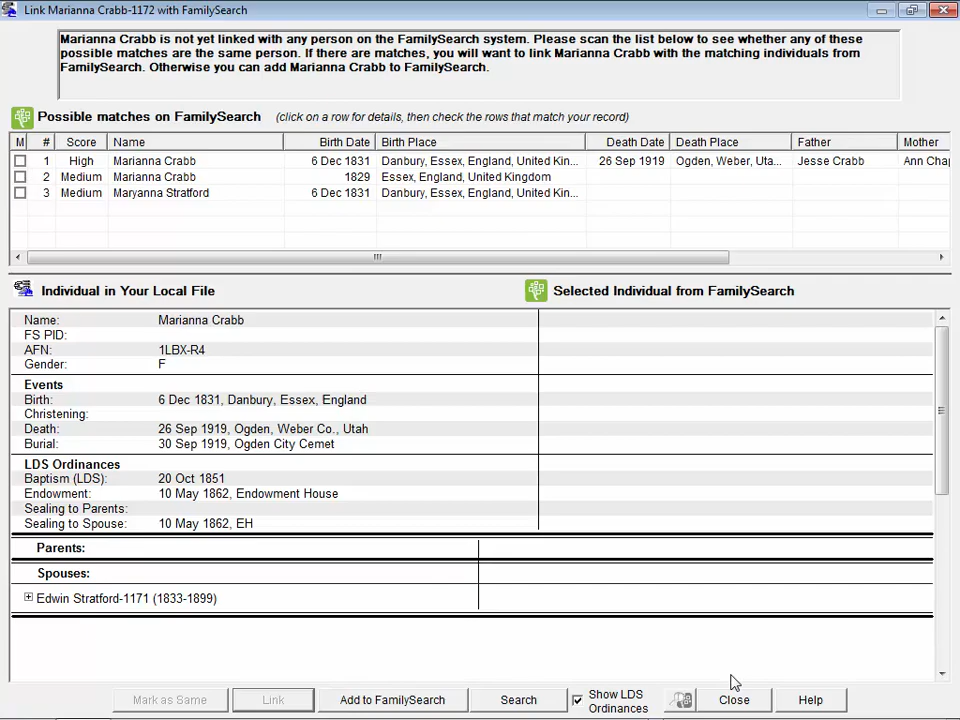 Link Marianna Crabb-1172 with FamilySearch
Marianna Crabb is not yet linked with any person on the FamilySearch system. Please scan the list below to see whether any of these
possible matches are the same person. If there are matches, you will want to link Marianna Crabb with the matching individuals from
FamilySearch. Otherwise you can add Marianna Crabb to FamilySearch.
Possible matches on FamilySearch (click on a row for details, then check the rows that match your record)
M # Score Name Birth Date Birth Place Death Date Death Place Father Mother
1 High Marianna Crabb 6 Dec 1831 Danbury, Essex, England, United Kin... 26 Sep 1919 Ogden, Weber, Uta... Jesse Crabb Ann Chap
2 Medium Marianna Crabb 1829 Essex, England, United Kingdom
3 Medium Maryanna Stratford 6 Dec 1831 Danbury, Essex, England, United Kin...
Individual in Your Local File Selected Individual from FamilySearch
Name: Marianna Crabb
FS PID:
AFN: 1LBX-R4
Gender: F
Events
Birth: 6 Dec 1831, Danbury, Essex, England
Christening:
Death: 26 Sep 1919, Ogden, Weber Co., Utah
Burial: 30 Sep 1919, Ogden City Cemet
LDS Ordinances
Baptism (LDS): 20 Oct 1851
Endowment: 10 May 1862, Endowment House
Sealing to Parents:
Sealing to Spouse: 10 May 1862, EH
Parents:
Spouses:
Edwin Stratford-1171 (1833-1899)
Mark as Same Link Add to FamilySearch Search Show LDS Ordinances Close Help